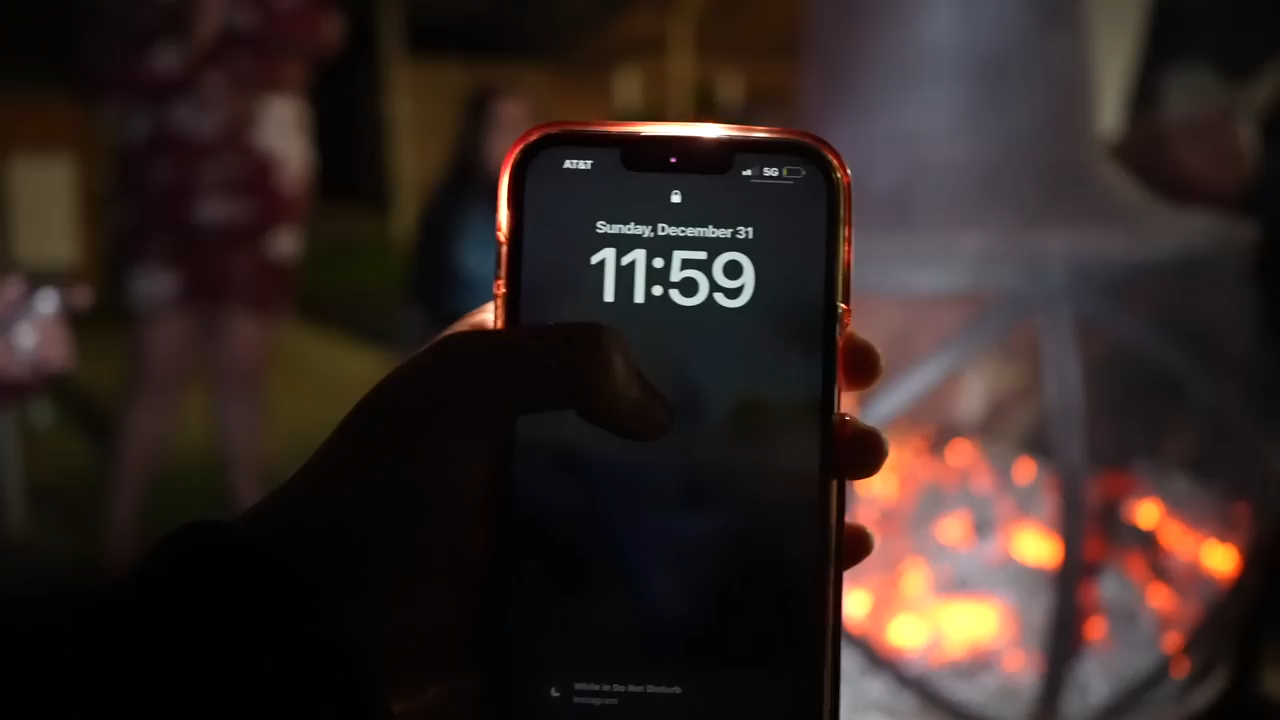 AT&T
5G
Sunday, December 31
11:59
While in Do Not Disturb
Instagram